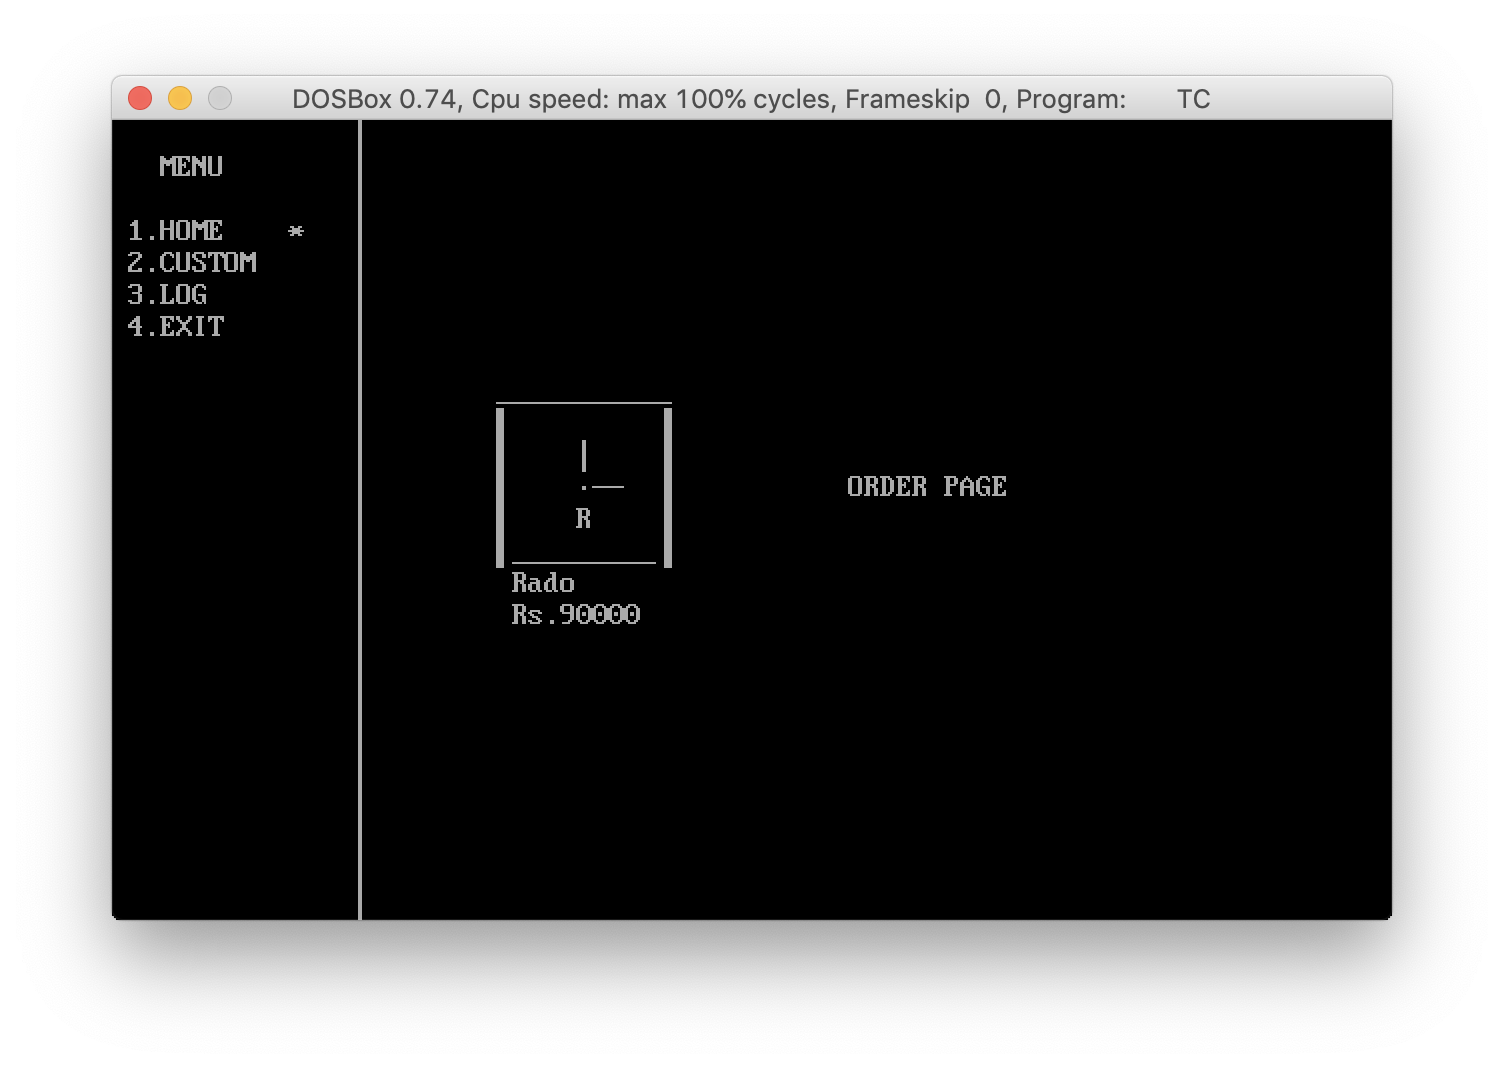 DOSBox 0.74, Cpu speed: max 100% cycles, Frameskip  0, Program:       TC
MENU
1.HOME    *
2.CUSTOM
3.LOG
4.EXIT
R
Rado
Rs.90000
ORDER PAGE